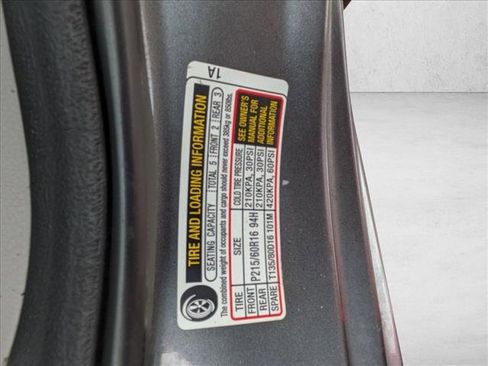 1A
TIRE AND LOADING INFORMATION
SEATING CAPACITY TOTAL 5 FRONT 2 REAR 3
The combined weight of occupants and cargo should never exceed 385kg or 850lbs.
TIRE SIZE COLD TIRE PRESSURE
FRONT P215/60R16 94H 210KPA, 30PSI
REAR 210KPA, 30PSI
SPARE T135/80D16 101M 420KPA, 60PSI
SEE OWNER'S
MANUAL FOR
ADDITIONAL
INFORMATION